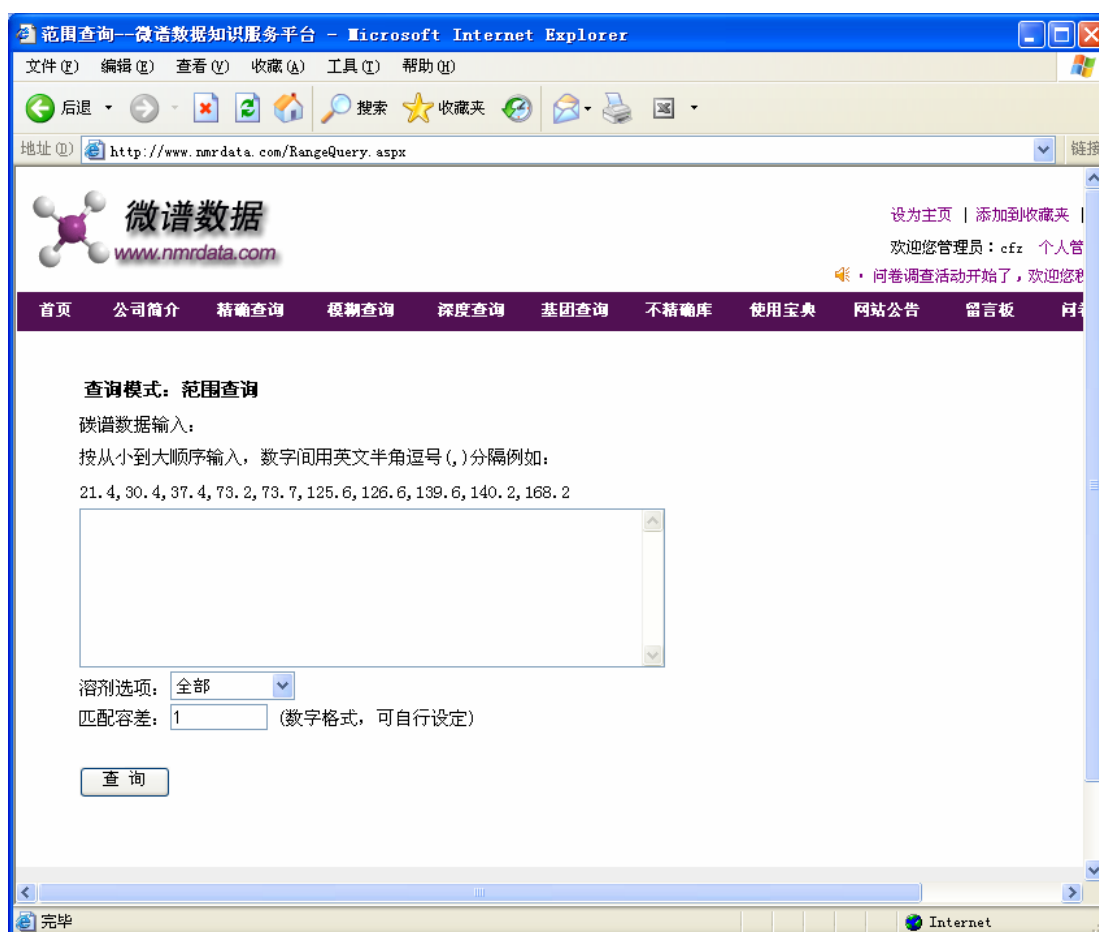 范围查询--微谱数据知识服务平台 - Microsoft Internet Explorer
文件(F) 编辑(E) 查看(V) 收藏(A) 工具(T) 帮助(H)
后退 搜索 收藏夹
地址(D) http://www.nmrdata.com/RangeQuery.aspx 链接
微谱数据
www.nmrdata.com
设为主页 | 添加到收藏夹 |
欢迎您管理员：cfz 个人管
· 问卷调查活动开始了，欢迎您积
首页 公司简介 精确查询 模糊查询 深度查询 基团查询 不精确库 使用宝典 网站公告 留言板 问卷
查询模式：范围查询
碳谱数据输入：
按从小到大顺序输入，数字间用英文半角逗号(,)分隔例如：
21.4,30.4,37.4,73.2,73.7,125.6,126.6,139.6,140.2,168.2
溶剂选项： 全部
匹配容差： 1 (数字格式，可自行设定)
查 询
完毕 Internet